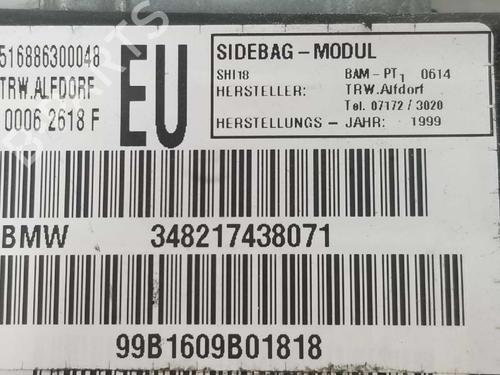 516886300048
TRW.ALFDORF
0006 2618 F
EU
SIDEBAG-MODUL
SHI18 BAM-PT1 0614
HERSTELLER: TRW.Alfdorf
Tel. 07172/3020
HERSTELLUNGS-JAHR: 1999
BMW 348217438071
99B1609B01818